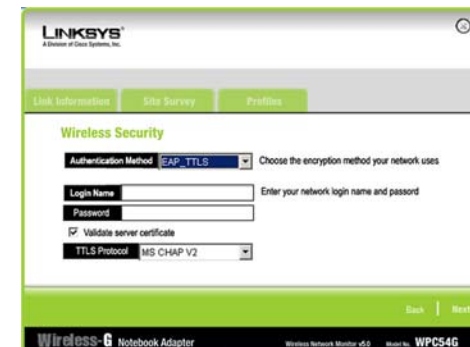 LINKSYS®
A Division of Cisco Systems, Inc.
Link Information Site Survey Profiles
Wireless Security
Authentication Method EAP_TTLS Choose the encryption method your network uses
Login Name Enter your network login name and passord
Password
Validate server certificate
TTLS Protocol MS CHAP V2
Back | Next
Wireless-G Notebook Adapter Wireless Network Monitor v5.0 Model No. WPC54G